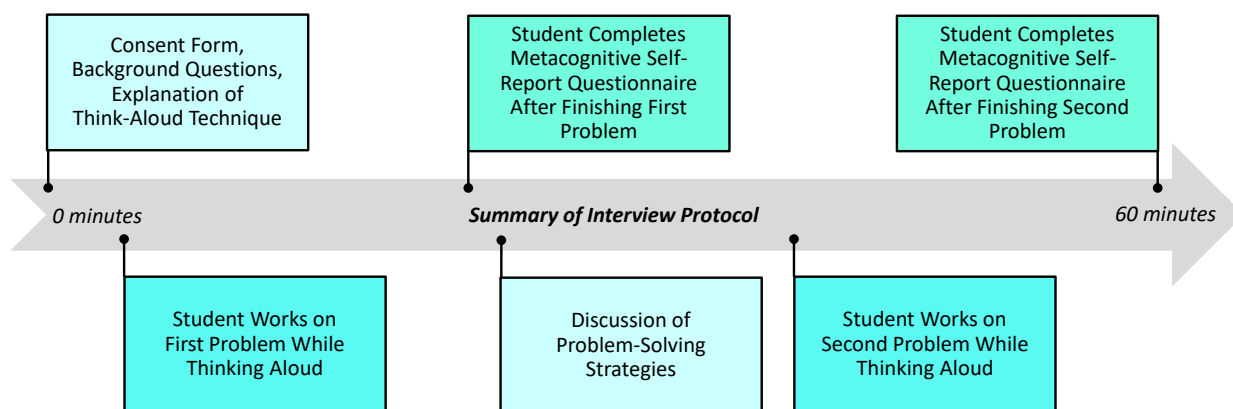 Consent Form,
Background Questions,
Explanation of
Think-Aloud Technique
Student Completes
Metacognitive Self-
Report Questionnaire
After Finishing First
Problem
Student Completes
Metacognitive Self-
Report Questionnaire
After Finishing Second
Problem
0 minutes
Summary of Interview Protocol
60 minutes
Student Works on
First Problem While
Thinking Aloud
Discussion of
Problem-Solving
Strategies
Student Works on
Second Problem While
Thinking Aloud